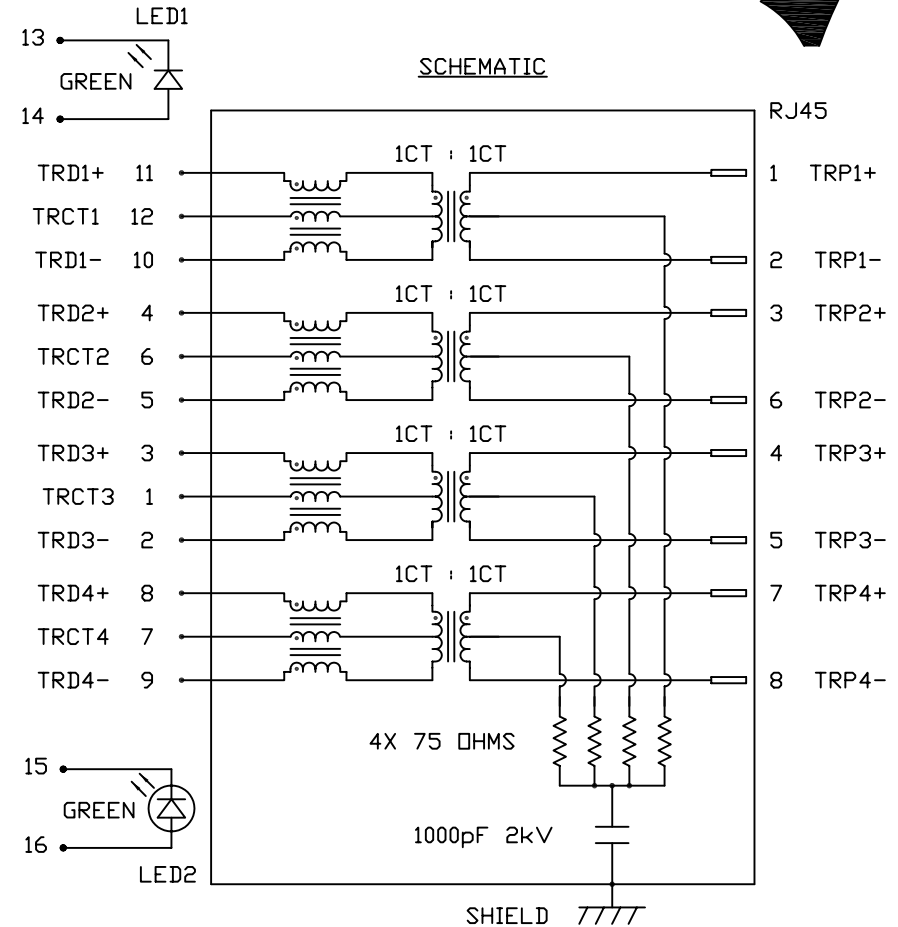 LED1
13
GREEN
14
SCHEMATIC
RJ45
1CT : 1CT
TRD1+ 11 1 TRP1+
TRCT1 12
TRD1- 10 2 TRP1-
1CT : 1CT
TRD2+ 4 3 TRP2+
TRCT2 6
TRD2- 5 6 TRP2-
1CT : 1CT
TRD3+ 3 4 TRP3+
TRCT3 1
TRD3- 2 5 TRP3-
1CT : 1CT
TRD4+ 8 7 TRP4+
TRCT4 7
TRD4- 9 8 TRP4-
4X 75 OHMS
15
GREEN
16
LED2
1000pF 2kV
SHIELD